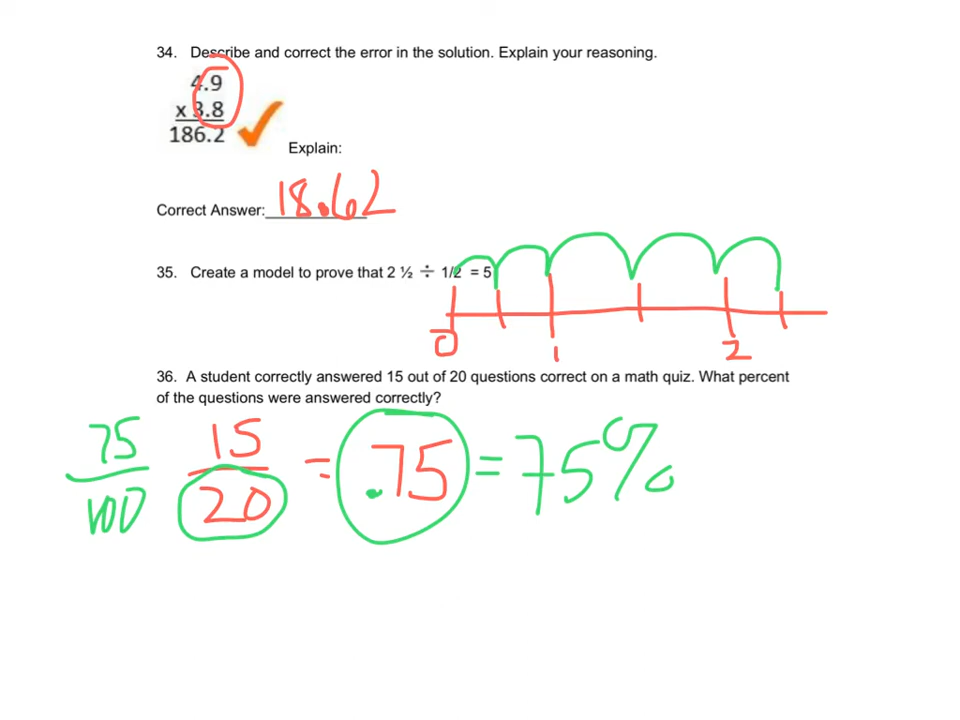 34. Describe and correct the error in the solution. Explain your reasoning.
4.9
x 3.8
186.2
Explain:
Correct Answer: 18.62
35. Create a model to prove that 2 ½ ÷ 1/2 = 5
0 1 2
36. A student correctly answered 15 out of 20 questions correct on a math quiz. What percent
of the questions were answered correctly?
75/100 15/20 = .75 = 75%